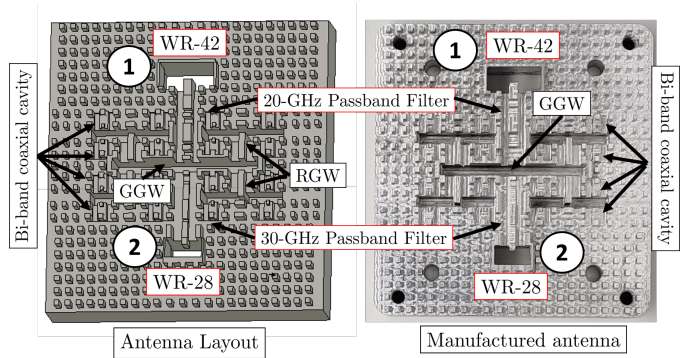 1
WR-42
1
WR-42
Bi-band coaxial cavity
20-GHz Passband Filter
GGW
Bi-band coaxial cavity
GGW
RGW
2
30-GHz Passband Filter
2
WR-28
WR-28
Antenna Layout
Manufactured antenna